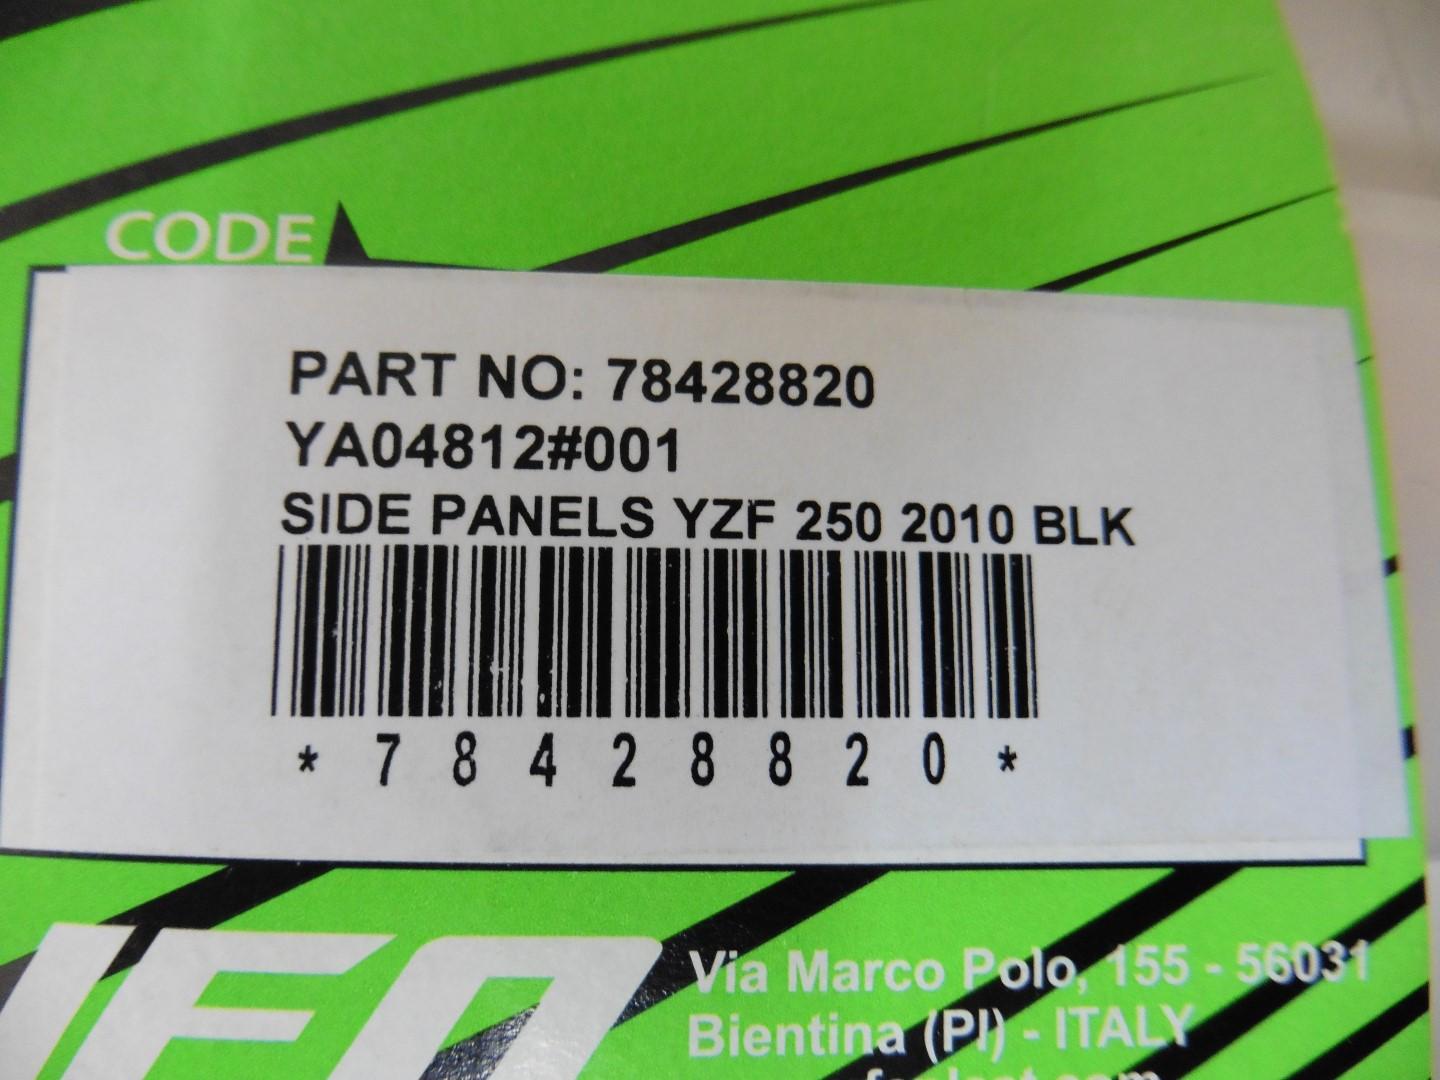 CODE
PART NO: 78428820
YA04812#001
SIDE PANELS YZF 250 2010 BLK
* 7 8 4 2 8 8 2 0 *
Via Marco Polo, 155 - 56031
Bientina (PI) - ITALY